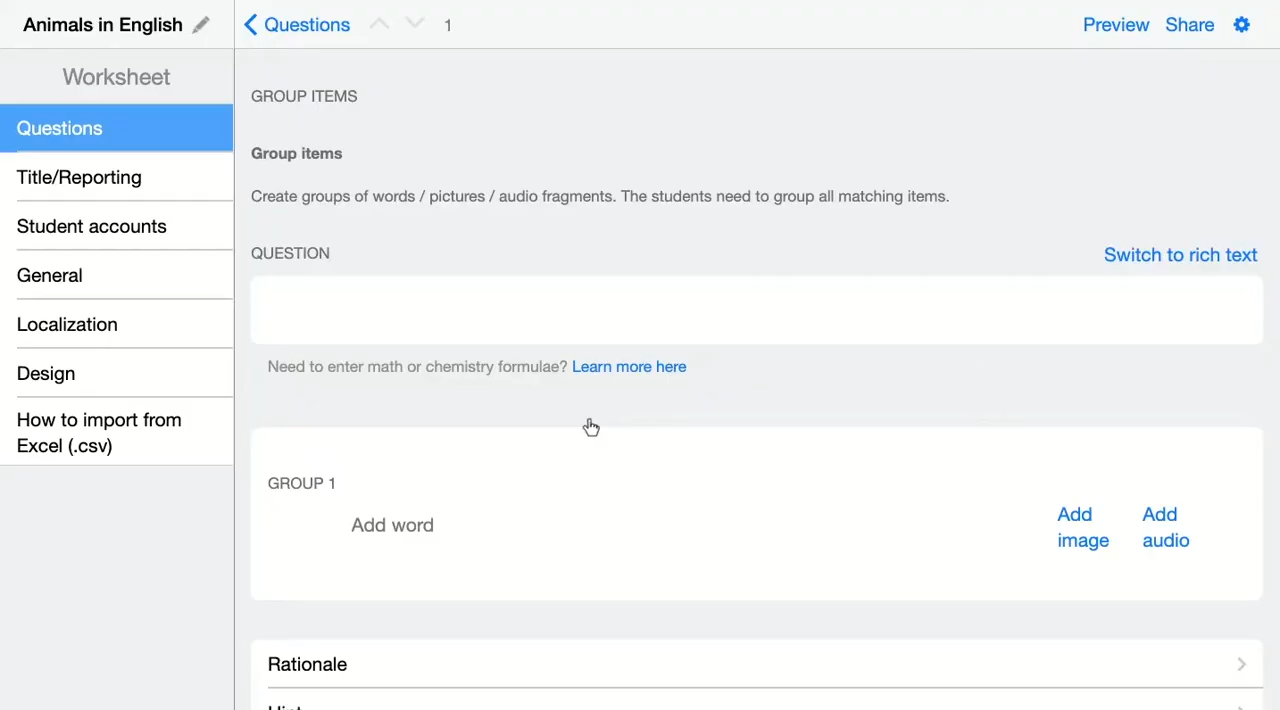 Animals in English
Questions
1
Preview
Share
Worksheet
Questions
Title/Reporting
Student accounts
General
Localization
Design
How to import from
Excel (.csv)
GROUP ITEMS
Group items
Create groups of words / pictures / audio fragments. The students need to group all matching items.
QUESTION
Switch to rich text
Need to enter math or chemistry formulae? Learn more here
GROUP 1
Add word
Add
image
Add
audio
Rationale